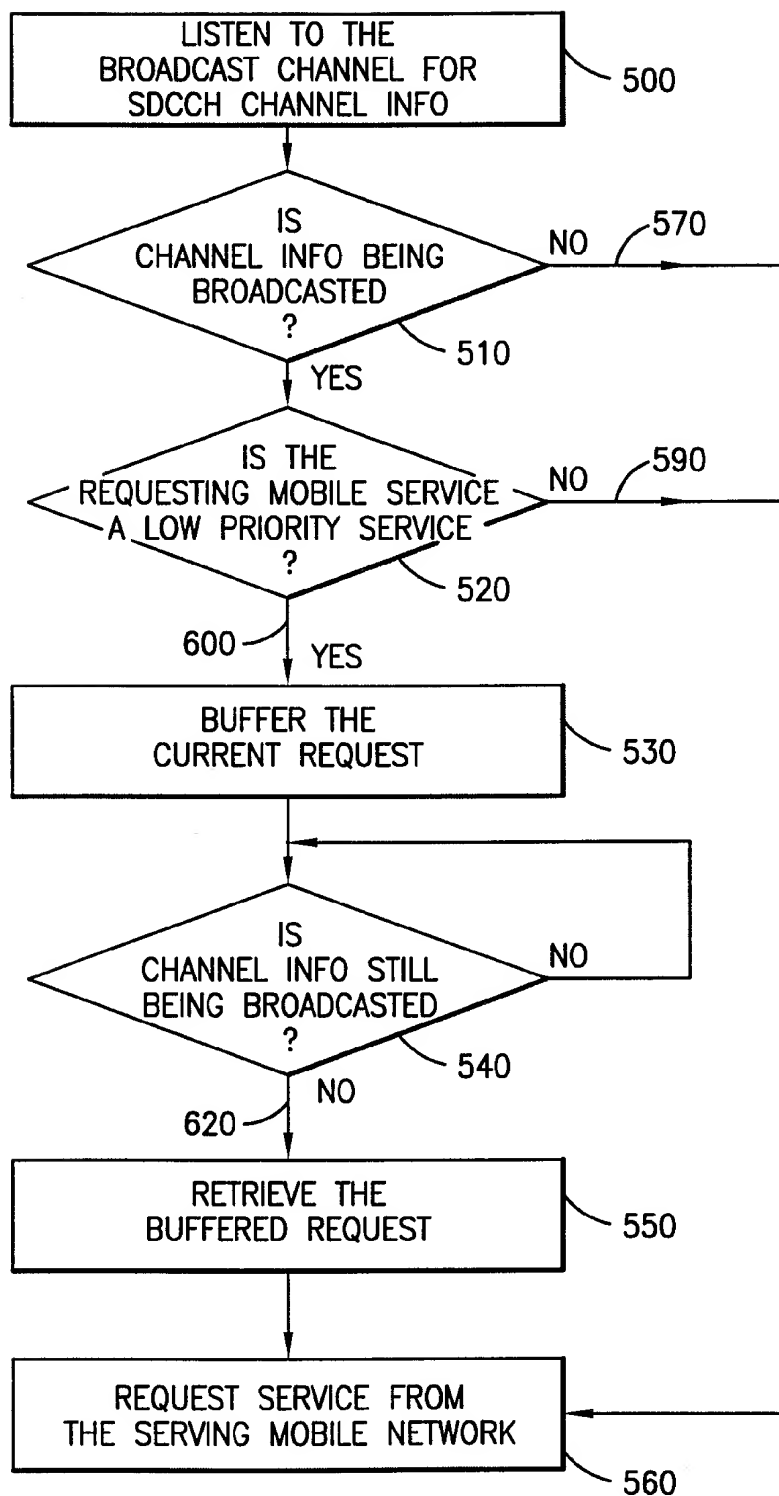 LISTEN TO THE
BROADCAST CHANNEL FOR
SDCCH CHANNEL INFO
500
IS
CHANNEL INFO BEING
BROADCASTED
?
NO
570
510
YES
IS THE
REQUESTING MOBILE SERVICE
A LOW PRIORITY SERVICE
?
NO
590
520
600
YES
BUFFER THE
CURRENT REQUEST
530
IS
CHANNEL INFO STILL
BEING BROADCASTED
?
NO
540
620
NO
RETRIEVE THE
BUFFERED REQUEST
550
REQUEST SERVICE FROM
THE SERVING MOBILE NETWORK
560